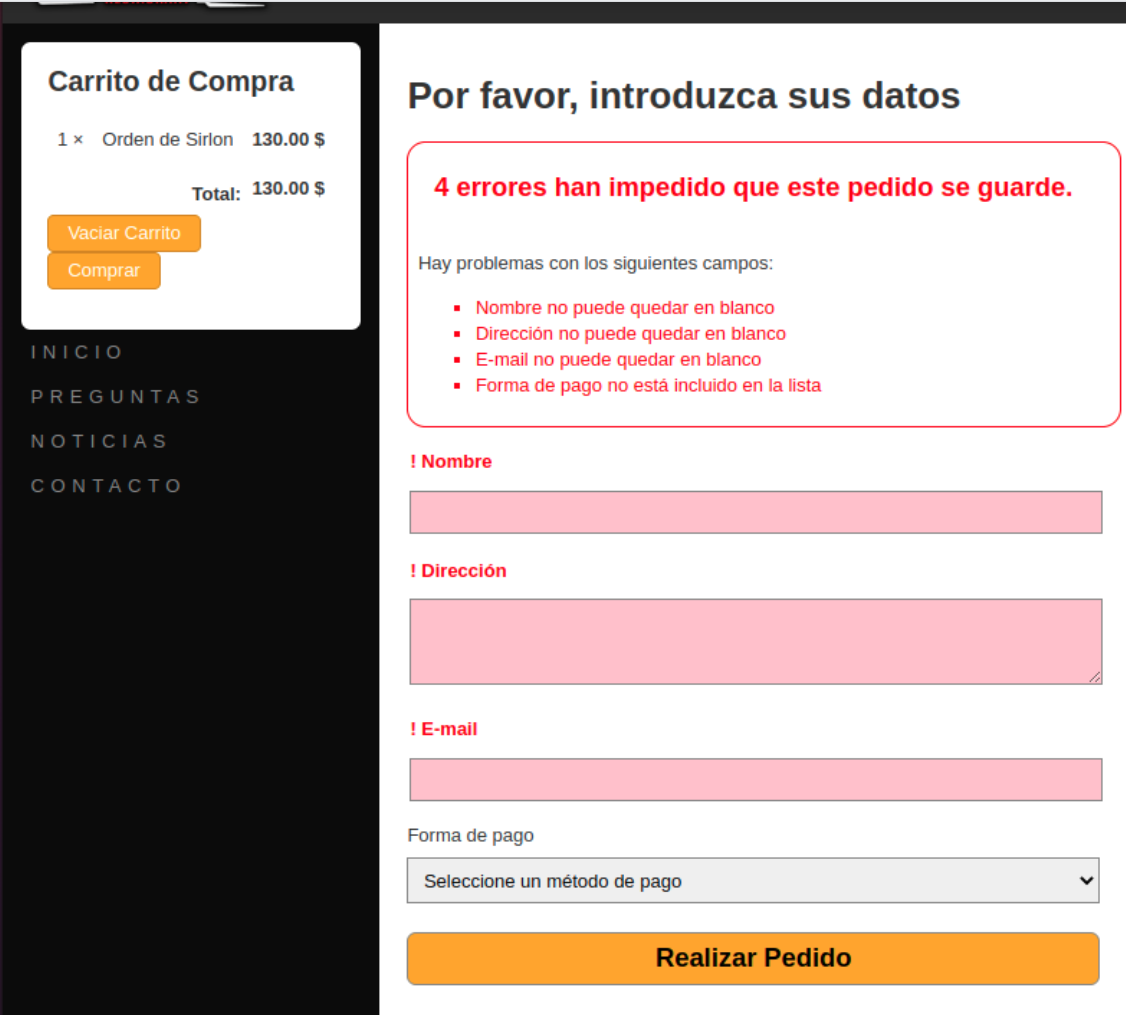 Carrito de Compra
1 × Orden de Sirlon 130.00 $
Total: 130.00 $
Vaciar Carrito
Comprar
INICIO
PREGUNTAS
NOTICIAS
CONTACTO
Por favor, introduzca sus datos
4 errores han impedido que este pedido se guarde.
Hay problemas con los siguientes campos:
Nombre no puede quedar en blanco
Dirección no puede quedar en blanco
E-mail no puede quedar en blanco
Forma de pago no está incluido en la lista
! Nombre
! Dirección
! E-mail
Forma de pago
Seleccione un método de pago
Realizar Pedido